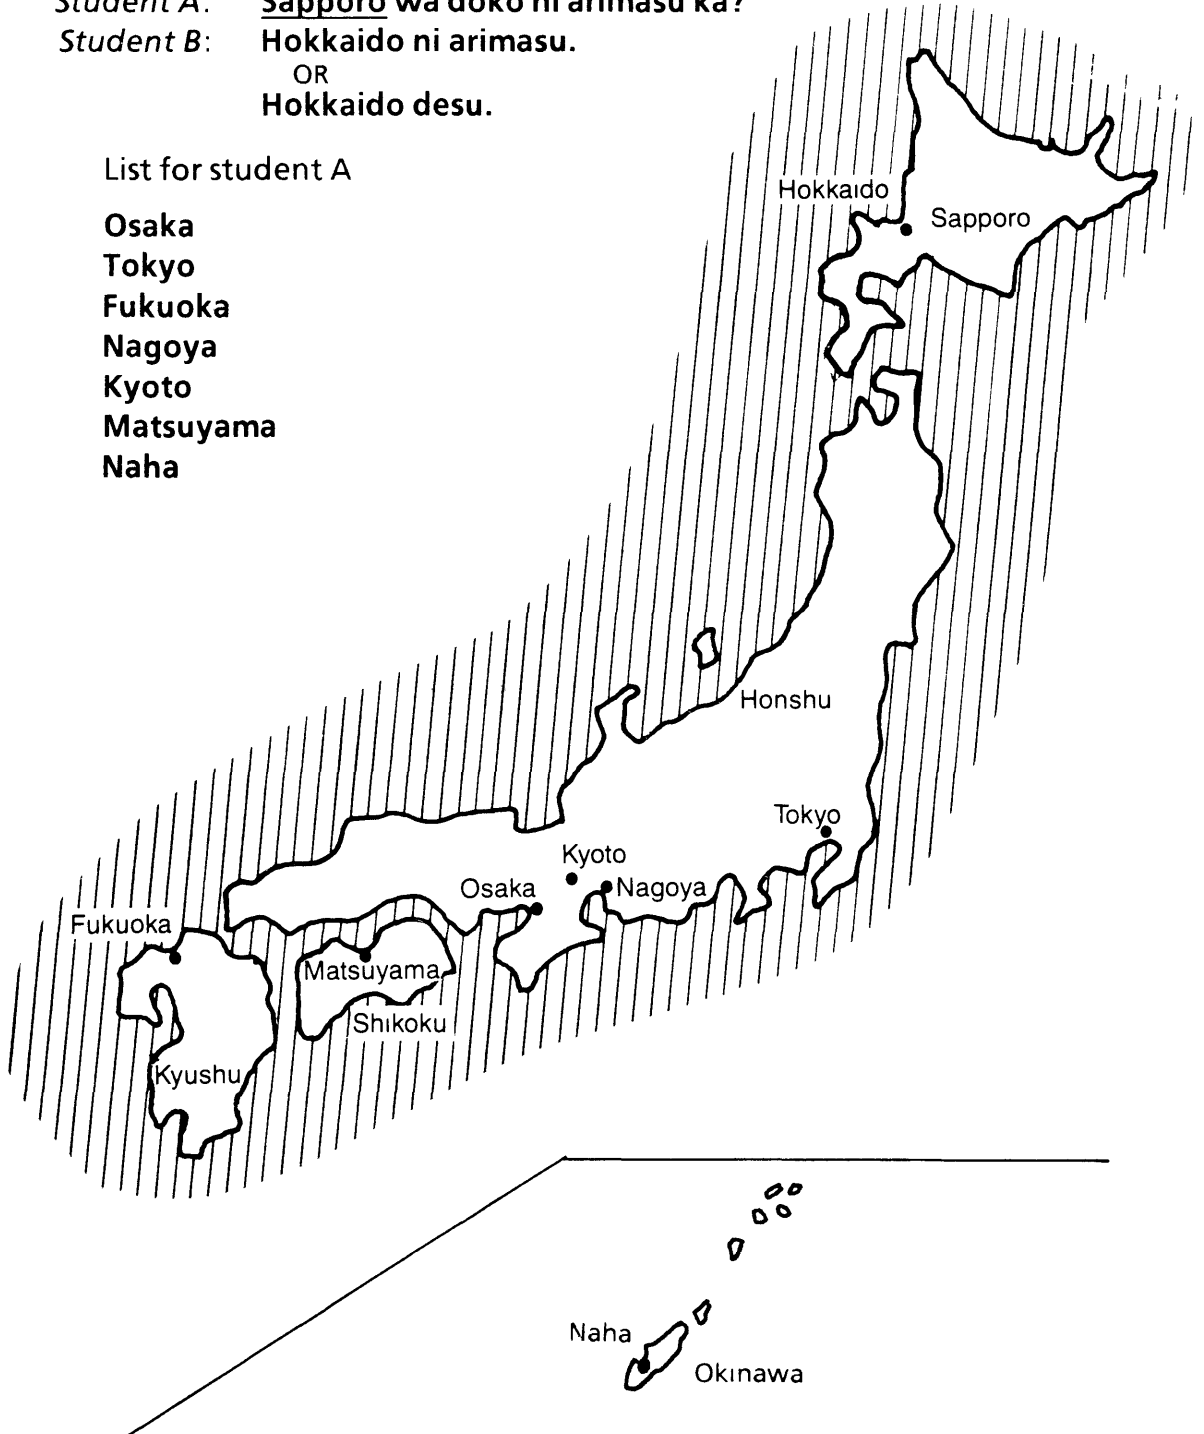 Student A: Sapporo wa doko ni arimasu ka?
Student B: Hokkaido ni arimasu.
OR
Hokkaido desu.
List for student A
Osaka
Tokyo
Fukuoka
Nagoya
Kyoto
Matsuyama
Naha
Hokkaido
Sapporo
Honshu
Tokyo
Kyoto
Osaka
Nagoya
Fukuoka
Matsuyama
Shikoku
Kyushu
Naha
Okinawa